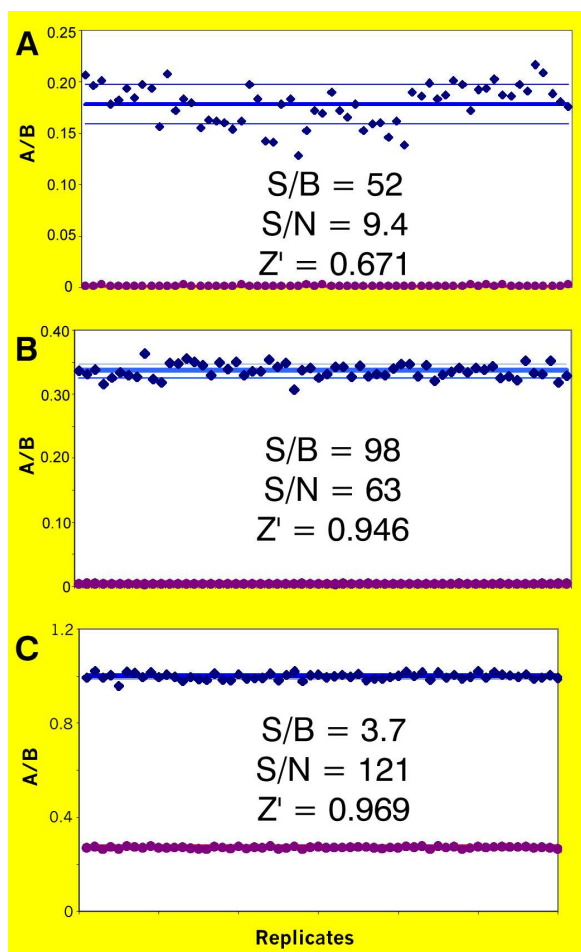 A
0.25
0.20
0.15
0.10
0.05
0
A/B
S/B = 52
S/N = 9.4
Z' = 0.671
B
0.40
0.30
0.20
0.10
0
A/B
S/B = 98
S/N = 63
Z' = 0.946
C
1.2
0.8
0.4
0
A/B
S/B = 3.7
S/N = 121
Z' = 0.969
Replicates